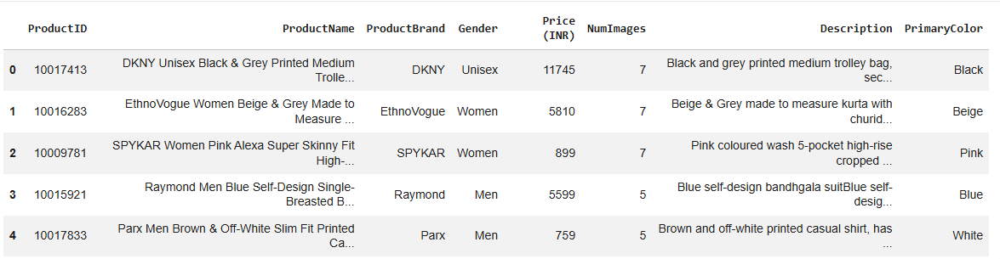 ProductID ProductName ProductBrand Gender Price (INR) NumImages Description PrimaryColor
0 10017413 DKNY Unisex Black & Grey Printed Medium Trolle... DKNY Unisex 11745 7 Black and grey printed medium trolley bag, sec... Black
1 10016283 EthnoVogue Women Beige & Grey Made to Measure ... EthnoVogue Women 5810 7 Beige & Grey made to measure kurta with churid... Beige
2 10009781 SPYKAR Women Pink Alexa Super Skinny Fit High-... SPYKAR Women 899 7 Pink coloured wash 5-pocket high-rise cropped ... Pink
3 10015921 Raymond Men Blue Self-Design Single-Breasted B... Raymond Men 5599 5 Blue self-design bandhgala suitBlue self-desig... Blue
4 10017833 Parx Men Brown & Off-White Slim Fit Printed Ca... Parx Men 759 5 Brown and off-white printed casual shirt, has ... White